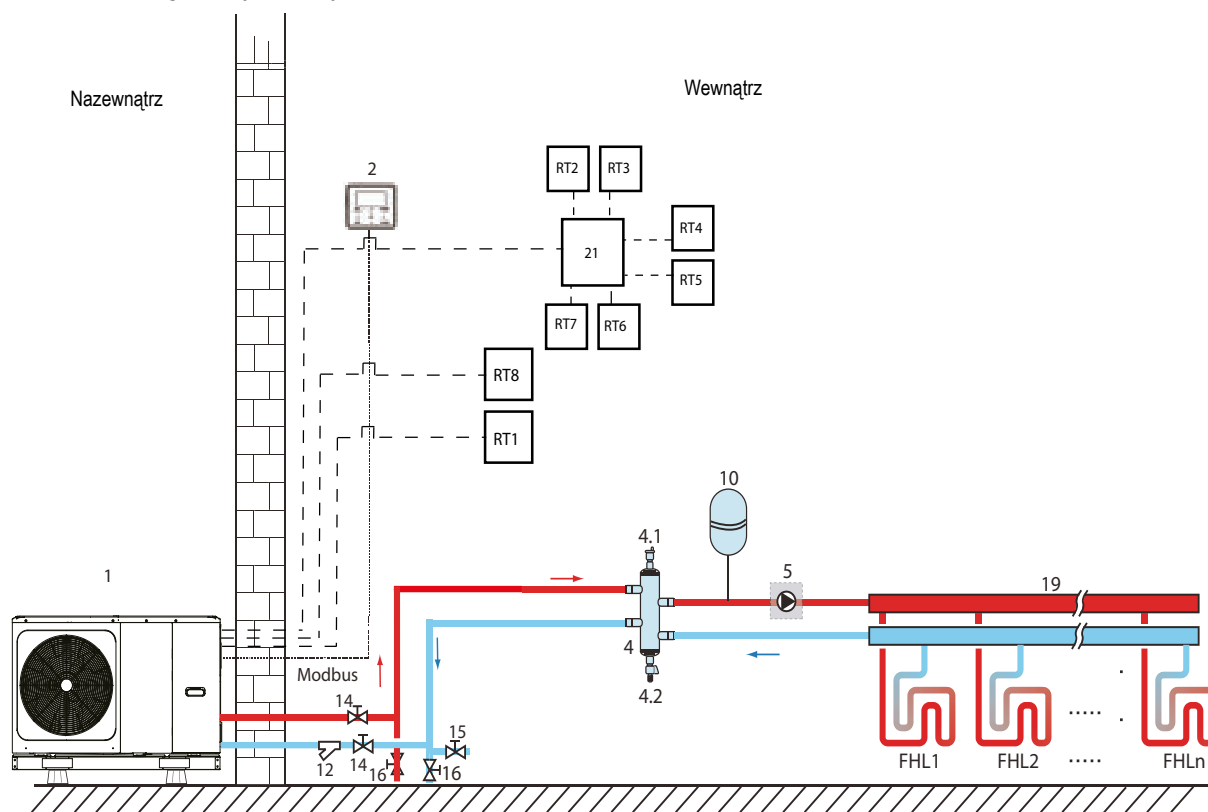 Nazewnątrz
Wewnątrz
2
RT2
RT3
RT4
21
RT5
RT7
RT6
RT8
RT1
10
4.1
1
5
19
4
Modbus
4.2
14
15
12
14
16
16
FHL1
FHL2
.....
.....
.
.
FHLn